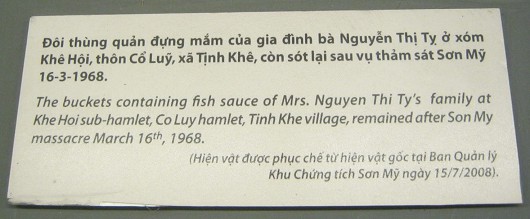 Đôi thùng quản đựng mắm của gia đình bà Nguyễn Thị Tỵ ở xóm
Khê Hội, thôn Cổ Luỹ, xã Tịnh Khê, còn sót lại sau vụ thảm sát Sơn Mỹ
16-3-1968.
The buckets containing fish sauce of Mrs. Nguyen Thi Ty's family at
Khe Hoi sub-hamlet, Co Luy hamlet, Tinh Khe village, remained after Son My
massacre March 16th, 1968.
(Hiện vật được phục chế từ hiện vật gốc tại Ban Quản lý
Khu Chứng tích Sơn Mỹ ngày 15/7/2008).